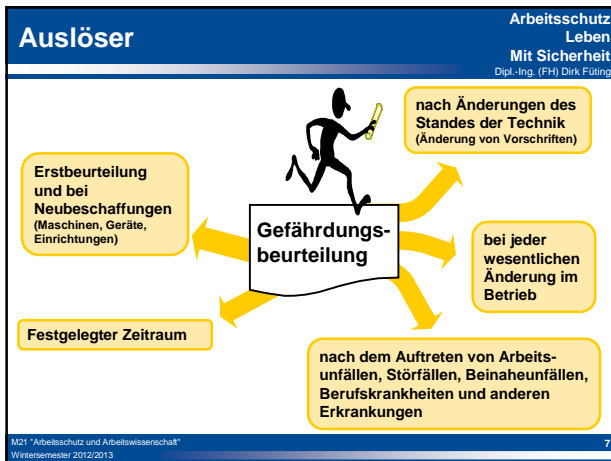 Auslöser
Arbeitsschutz
Leben
Mit Sicherheit
Dipl.-Ing. (FH) Dirk Füting
nach Änderungen des
Standes der Technik
(Änderung von Vorschriften)
Erstbeurteilung
und bei
Neubeschaffungen
(Maschinen, Geräte,
Einrichtungen)
Gefährdungs-
beurteilung
bei jeder
wesentlichen
Änderung im
Betrieb
Festgelegter Zeitraum
nach dem Auftreten von Arbeits-
unfällen, Störfällen, Beinaheunfällen,
Berufskrankheiten und anderen
Erkrankungen
M21 "Arbeitsschutz und Arbeitswissenschaft"
Wintersemester 2012/2013
7